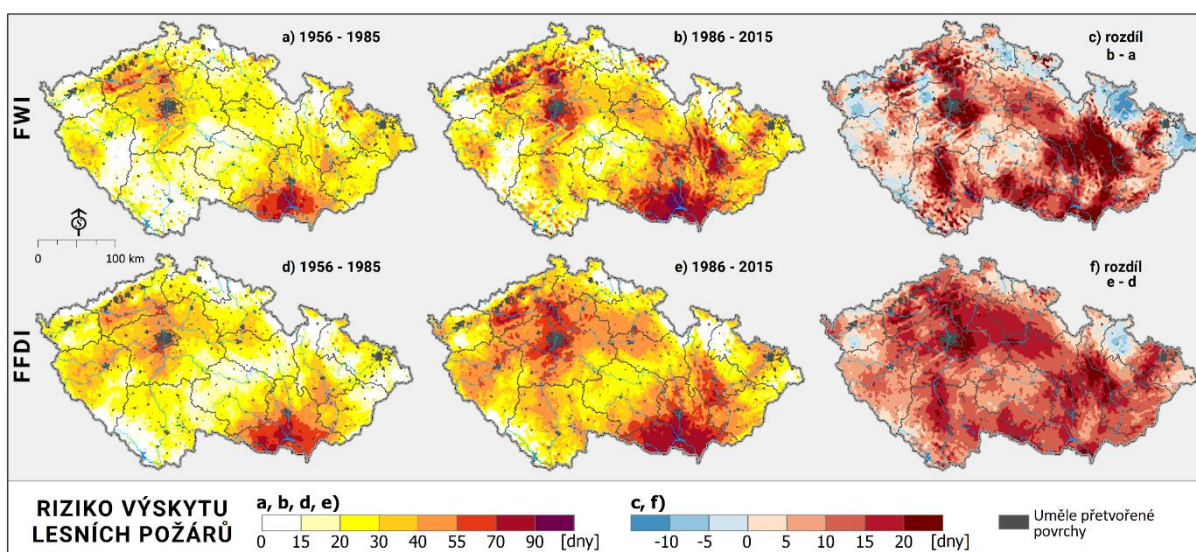 a) 1956 - 1985
b) 1986 - 2015
c) rozdíl
b - a
FWI
S
0 100 km
d) 1956 - 1985
e) 1986 - 2015
f) rozdíl
e - d
FFDI
RIZIKO VÝSKYTU
LESNÍCH POŽÁRŮ
a, b, d, e)
0 15 20 30 40 55 70 90 [dny]
c, f)
-10 -5 0 5 10 15 20 [dny]
Uměle přetvořené
povrchy